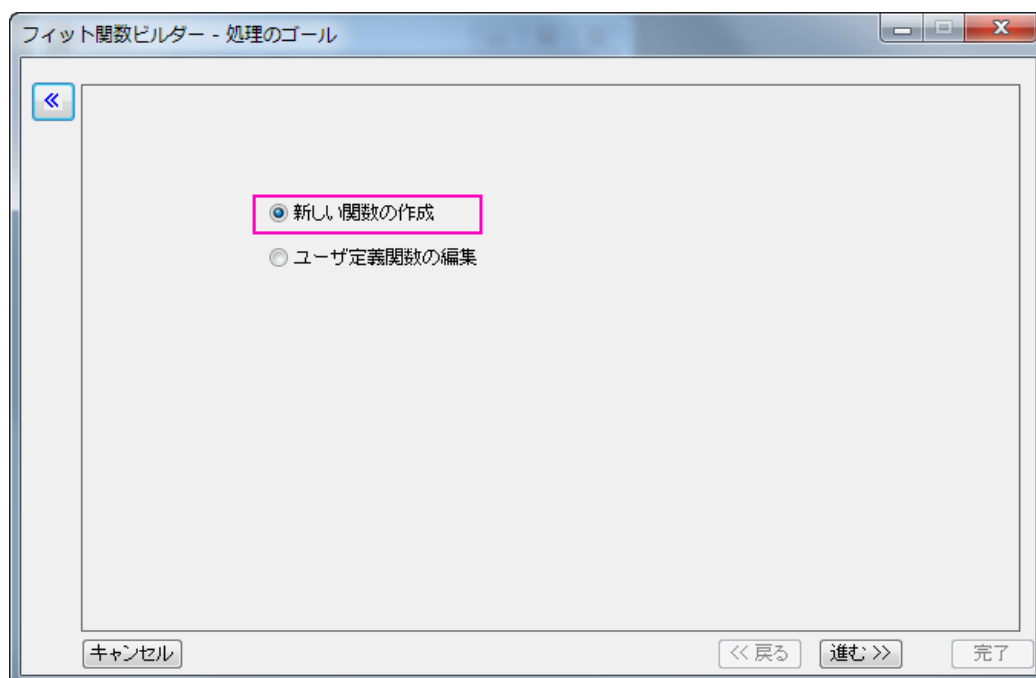 フィット関数ビルダー - 処理のゴール
新しい関数の作成
ユーザ定義関数の編集
キャンセル
<< 戻る
進む >>
完了